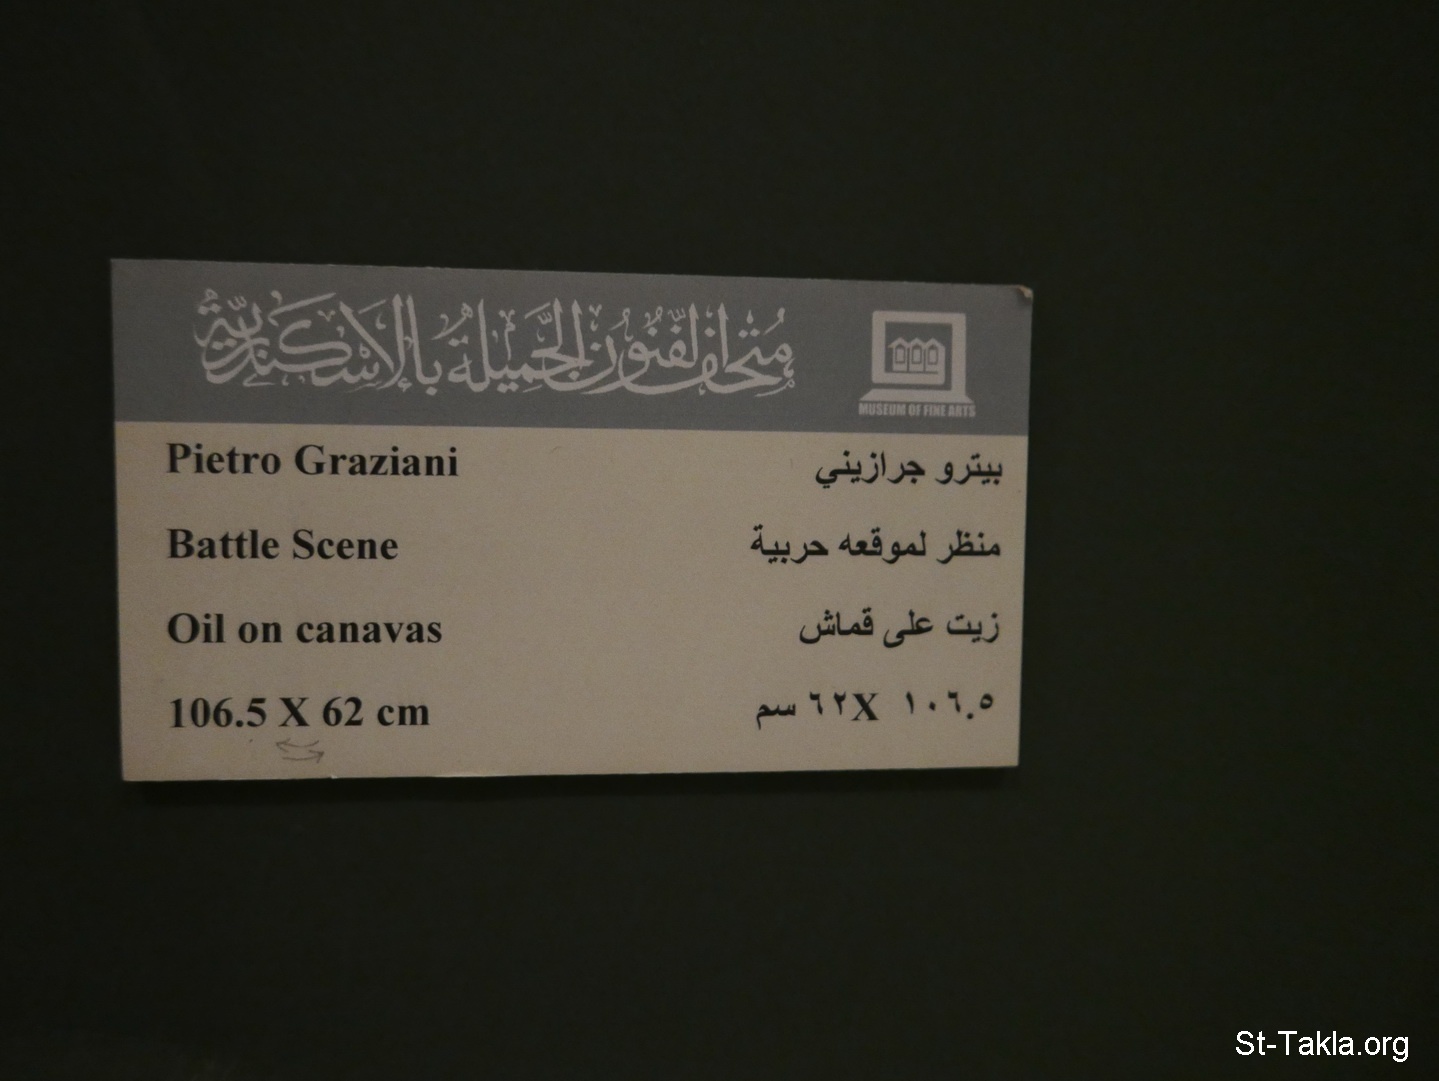 متحف الفنون الجميلة بالإسكندرية
MUSEUM OF FINE ARTS
Pietro Graziani
بيترو جرازيني
Battle Scene
منظر لموقعه حربية
Oil on canavas
زيت على قماش
106.5 X 62 cm
١٠٦.٥ X ٦٢ سم
St-Takla.org